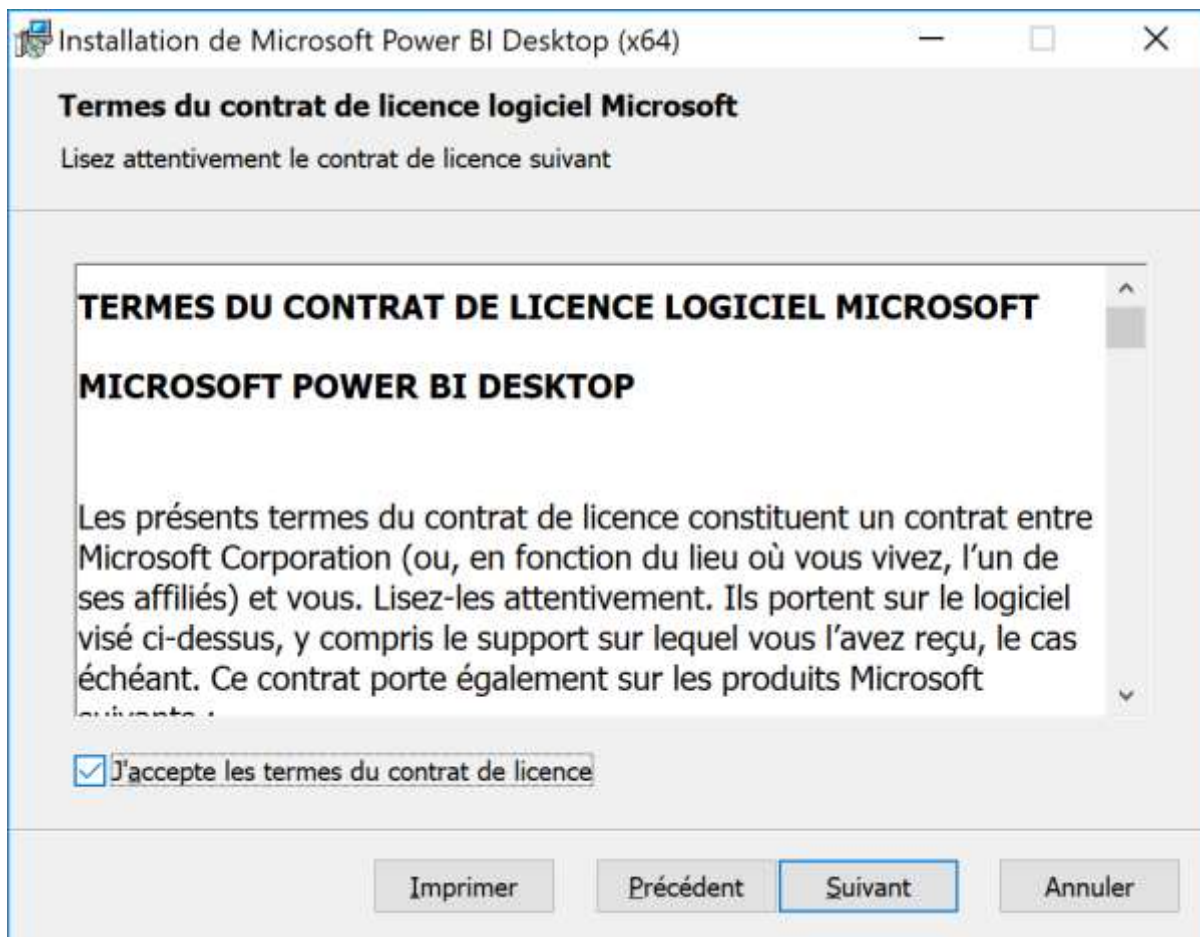 Installation de Microsoft Power BI Desktop (x64)
Termes du contrat de licence logiciel Microsoft
Lisez attentivement le contrat de licence suivant
TERMES DU CONTRAT DE LICENCE LOGICIEL MICROSOFT
MICROSOFT POWER BI DESKTOP
Les présents termes du contrat de licence constituent un contrat entre
Microsoft Corporation (ou, en fonction du lieu où vous vivez, l’un de
ses affiliés) et vous. Lisez-les attentivement. Ils portent sur le logiciel
visé ci-dessus, y compris le support sur lequel vous l’avez reçu, le cas
échéant. Ce contrat porte également sur les produits Microsoft
suivants :
J'accepte les termes du contrat de licence
Imprimer Précédent Suivant Annuler